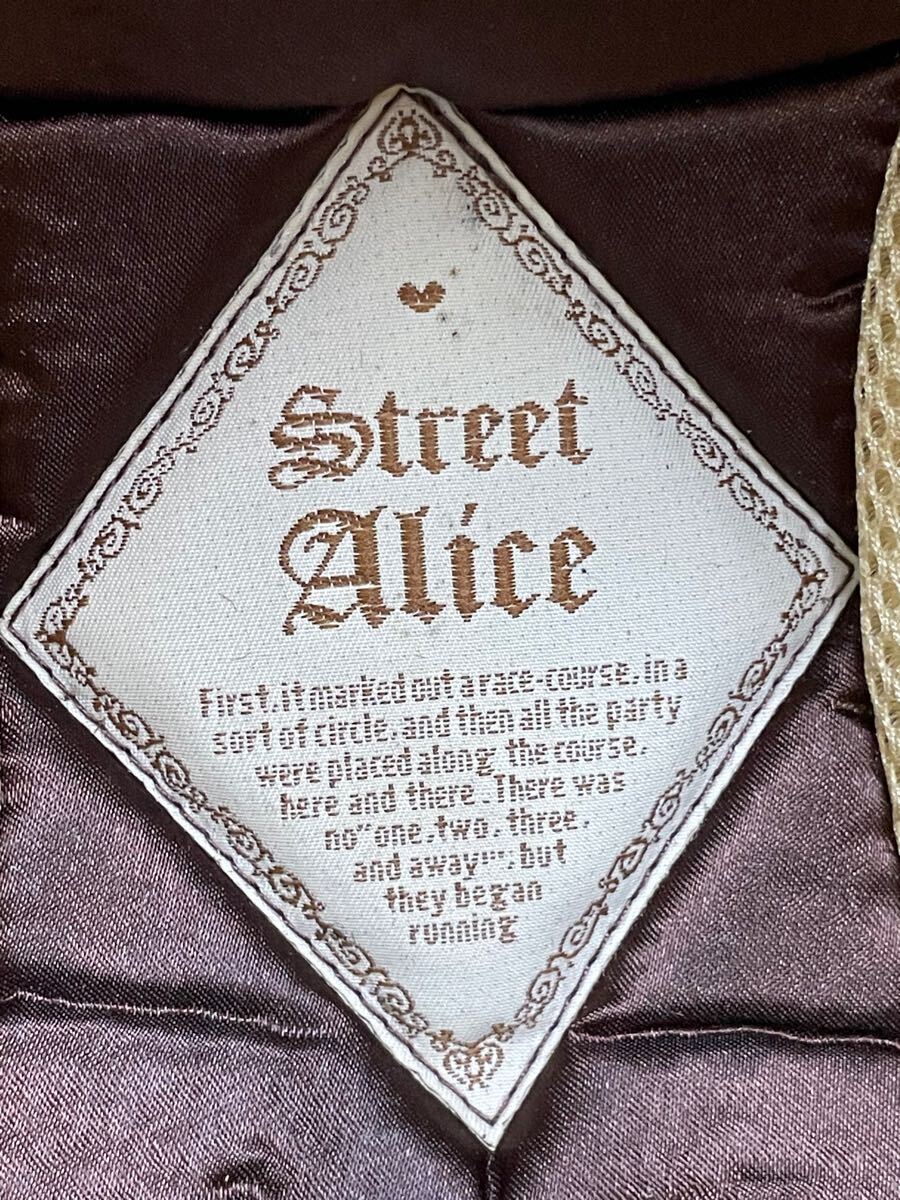 Street
Alice
First.it marked out a race-course.in a
sort of circle.and then all the party
were placed along the course.
here and there.There was
no"one.two. three.
and away"".but
they began
running